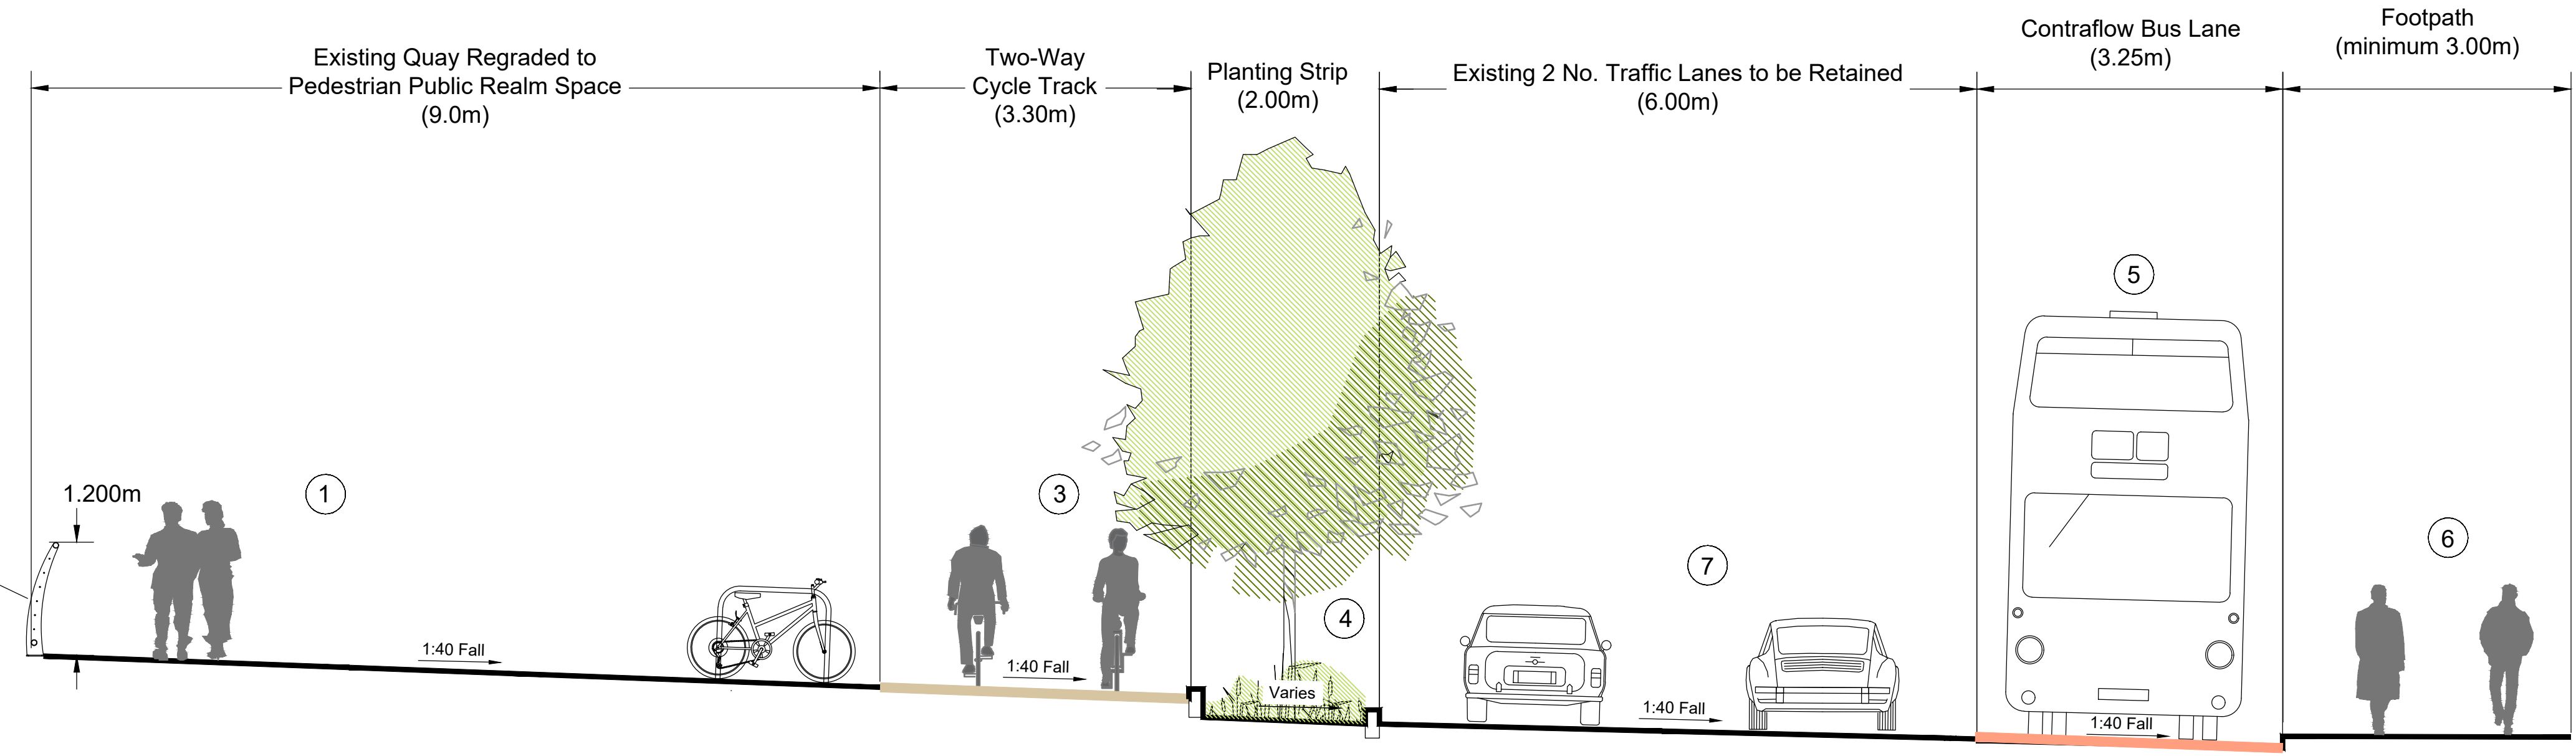 Existing Quay Regraded to
Pedestrian Public Realm Space
(9.0m)
Two-Way
Cycle Track
(3.30m)
Planting Strip
(2.00m)
Existing 2 No. Traffic Lanes to be Retained
(6.00m)
Contraflow Bus Lane
(3.25m)
Footpath
(minimum 3.00m)
5
1.200m
1
3
6
7
4
1:40 Fall
1:40 Fall
Varies
1:40 Fall
1:40 Fall